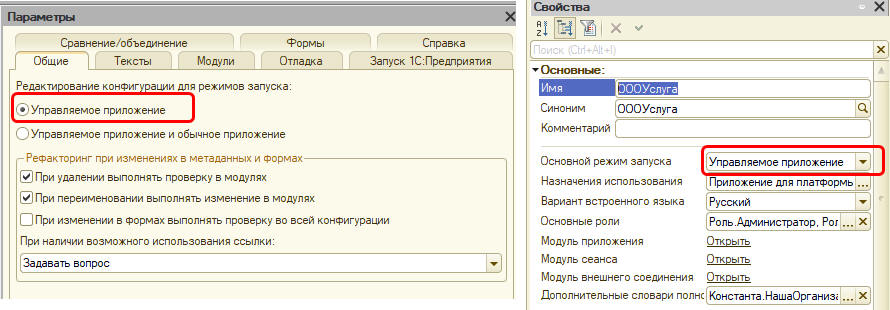 Параметры
Сравнение/объединение
Формы
Справка
Общие
Тексты
Модули
Отладка
Запуск 1С:Предприятия
Редактирование конфигурации для режимов запуска:
Управляемое приложение
Управляемое приложение и обычное приложение
Рефакторинг при изменениях в метаданных и формах
При удалении выполнять проверку в модулях
При переименовании выполнять изменение в модулях
При изменении в формах выполнять проверку во всей конфигурации
При наличии возможного использования ссылки:
Задавать вопрос
Свойства
Поиск (Ctrl+Alt+I)
Основные:
Имя ОООУслуга
Синоним ОООУслуга
Комментарий
Основной режим запуска Управляемое приложение
Назначения использования Приложение для платформы ...
Вариант встроенного языка Русский
Основные роли Роль.Администратор, Рол ...
Модуль приложения Открыть
Модуль сеанса Открыть
Модуль внешнего соединения Открыть
Дополнительные словари полно Константа.НашаОрганиза ...